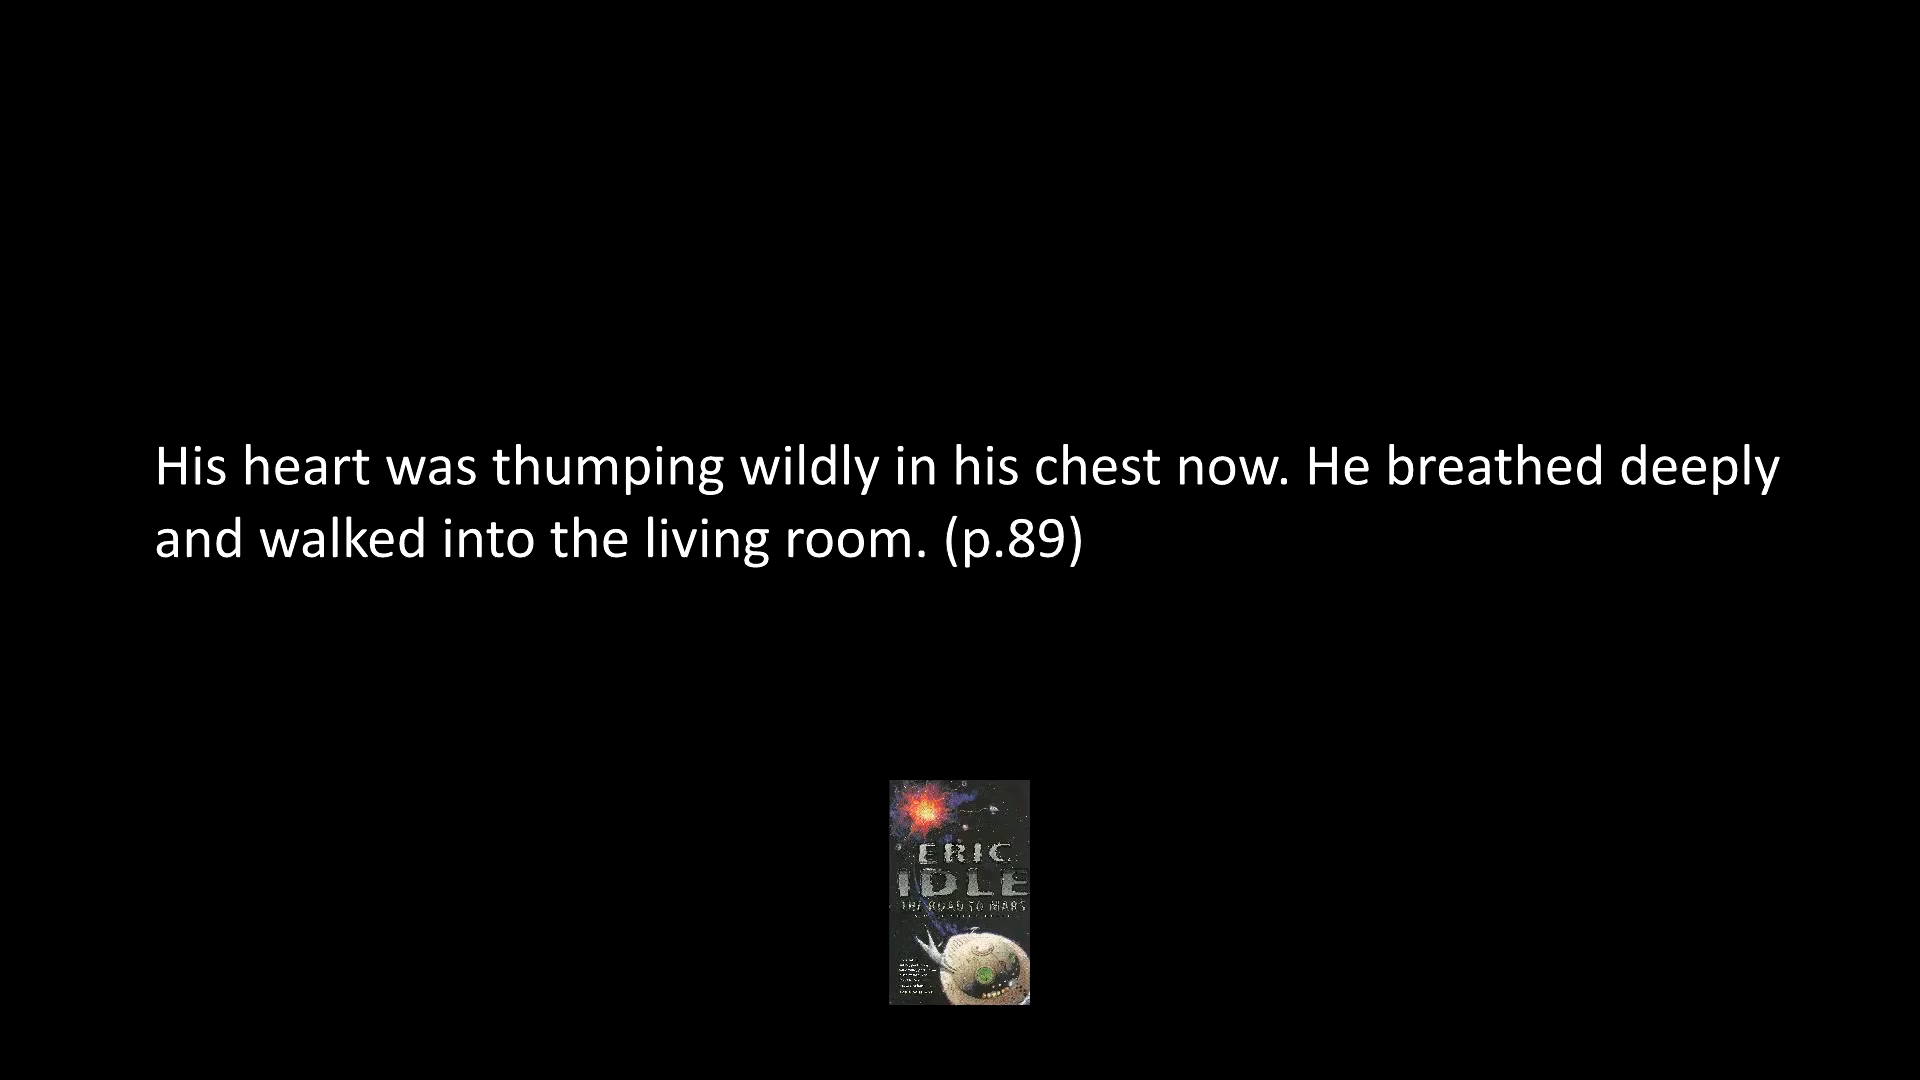 His heart was thumping wildly in his chest now. He breathed deeply
and walked into the living room. (p.89)
ERIC
IDLE
THE ROAD TO MARS